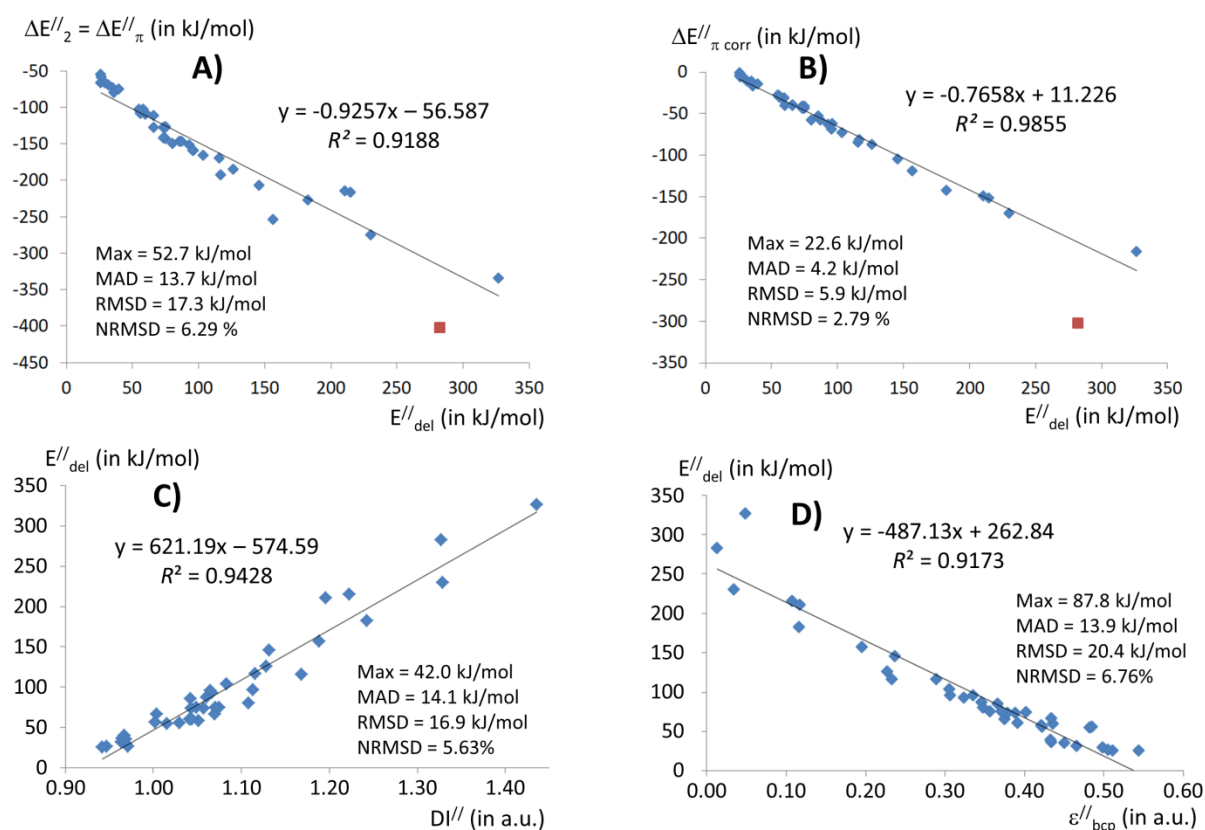 ΔE//2 = ΔE//π (in kJ/mol)
A)
y = -0.9257x – 56.587
R² = 0.9188
Max = 52.7 kJ/mol
MAD = 13.7 kJ/mol
RMSD = 17.3 kJ/mol
NRMSD = 6.29 %
-50
-100
-150
-200
-250
-300
-350
-400
-450
0 50 100 150 200 250 300 350
E//del (in kJ/mol)
ΔE//π corr (in kJ/mol)
B)
y = -0.7658x + 11.226
R² = 0.9855
Max = 22.6 kJ/mol
MAD = 4.2 kJ/mol
RMSD = 5.9 kJ/mol
NRMSD = 2.79 %
0
-50
-100
-150
-200
-250
-300
-350
0 50 100 150 200 250 300 350
E//del (in kJ/mol)
E//del (in kJ/mol)
C)
y = 621.19x – 574.59
R² = 0.9428
Max = 42.0 kJ/mol
MAD = 14.1 kJ/mol
RMSD = 16.9 kJ/mol
NRMSD = 5.63%
350
300
250
200
150
100
50
0
0.90 1.00 1.10 1.20 1.30 1.40
DI// (in a.u.)
E//del (in kJ/mol)
D)
y = -487.13x + 262.84
R² = 0.9173
Max = 87.8 kJ/mol
MAD = 13.9 kJ/mol
RMSD = 20.4 kJ/mol
NRMSD = 6.76%
350
300
250
200
150
100
50
0
0.00 0.10 0.20 0.30 0.40 0.50 0.60
ε//bcp (in a.u.)